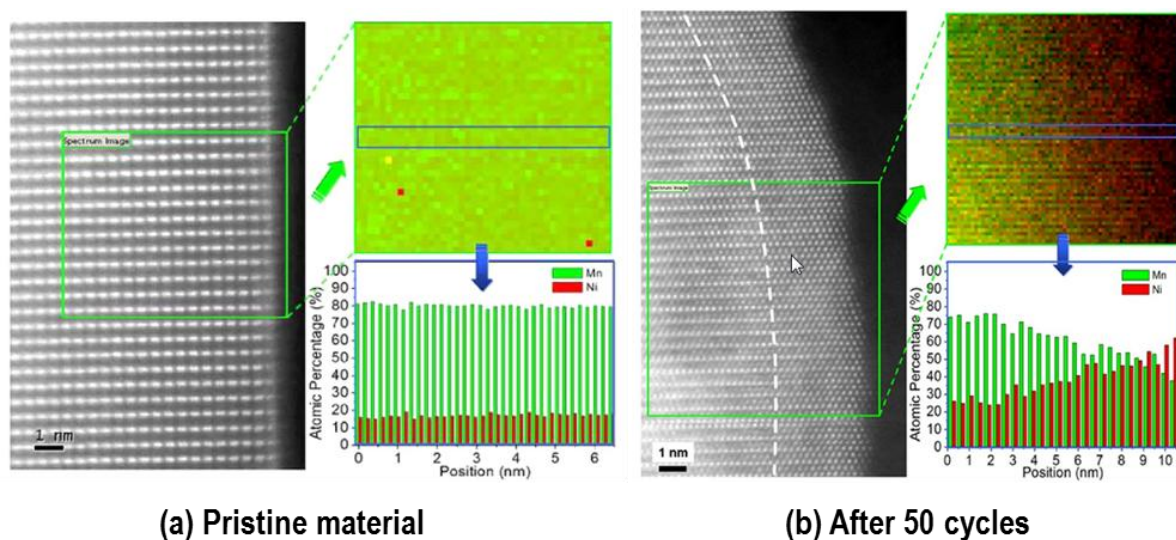 Spectrum Image
1 nm
100
90
80
70
60
50
40
30
20
10
0
Atomic Percentage (%)
Mn
Ni
0 1 2 3 4 5 6
Position (nm)
Spectrum Image
1 nm
100
90
80
70
60
50
40
30
20
10
0
Atomic Percentage (%)
Mn
Ni
0 1 2 3 4 5 6 7 8 9 10
Position (nm)
(a) Pristine material
(b) After 50 cycles